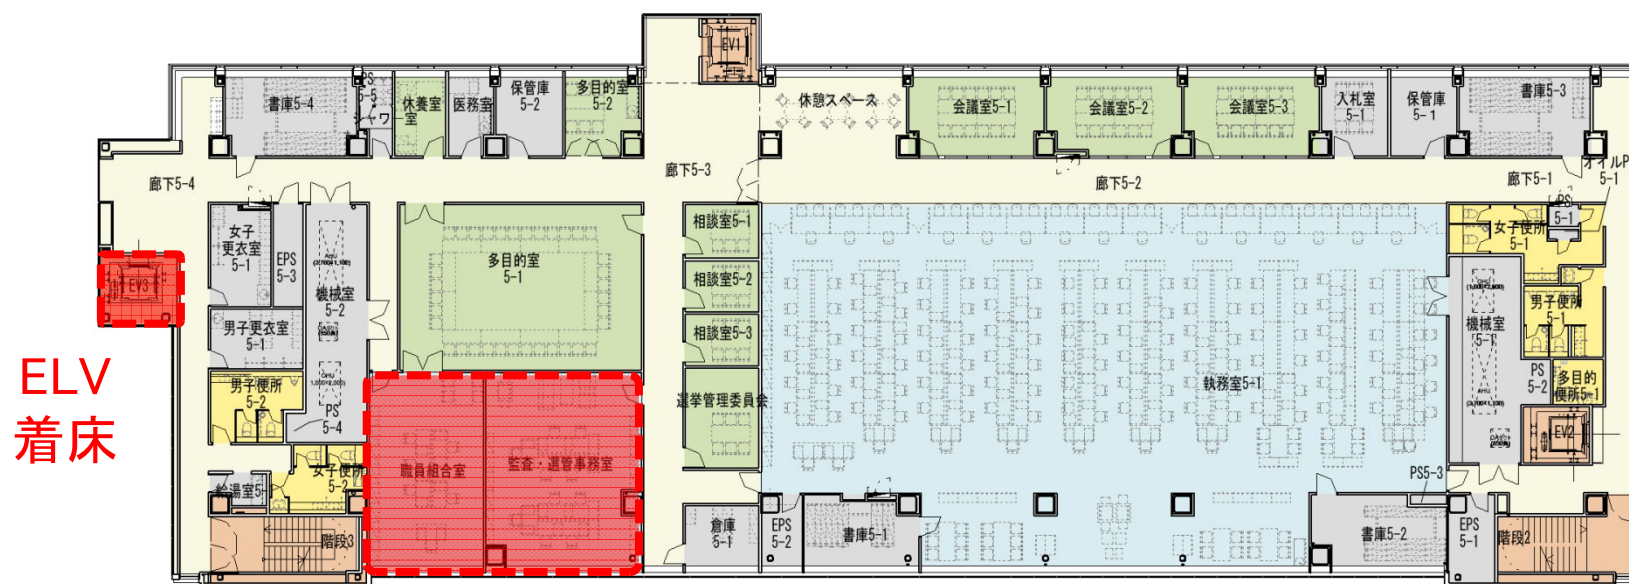 EV1
書庫5-4
PS
5-5
シャワー
室
休養室
医務室
保管庫
5-2
多目的室
5-2
休憩スペース
会議室5-1
会議室5-2
会議室5-3
入札室
5-1
保管庫
5-1
書庫5-3
廊下5-4
廊下5-3
廊下5-2
廊下5-1
オイルP
5-1
PS
5-1
女子
更衣室
5-1
EPS
5-3
機械室
5-2
多目的室
5-1
相談室5-1
相談室5-2
相談室5-3
女子便所
5-1
男子便所
5-1
機械室
5-1
PS
5-2
多目的
便所5-1
EV3
男子更衣室
5-1
ELV
着床
男子便所
5-2
PS
5-4
選挙管理委員会
執務室5-1
EV2
職員組合室
監査・選管事務室
女子便所
5-2
給湯室5-1
PS5-3
階段3
倉庫
5-1
EPS
5-2
書庫5-1
書庫5-2
EPS
5-1
階段2